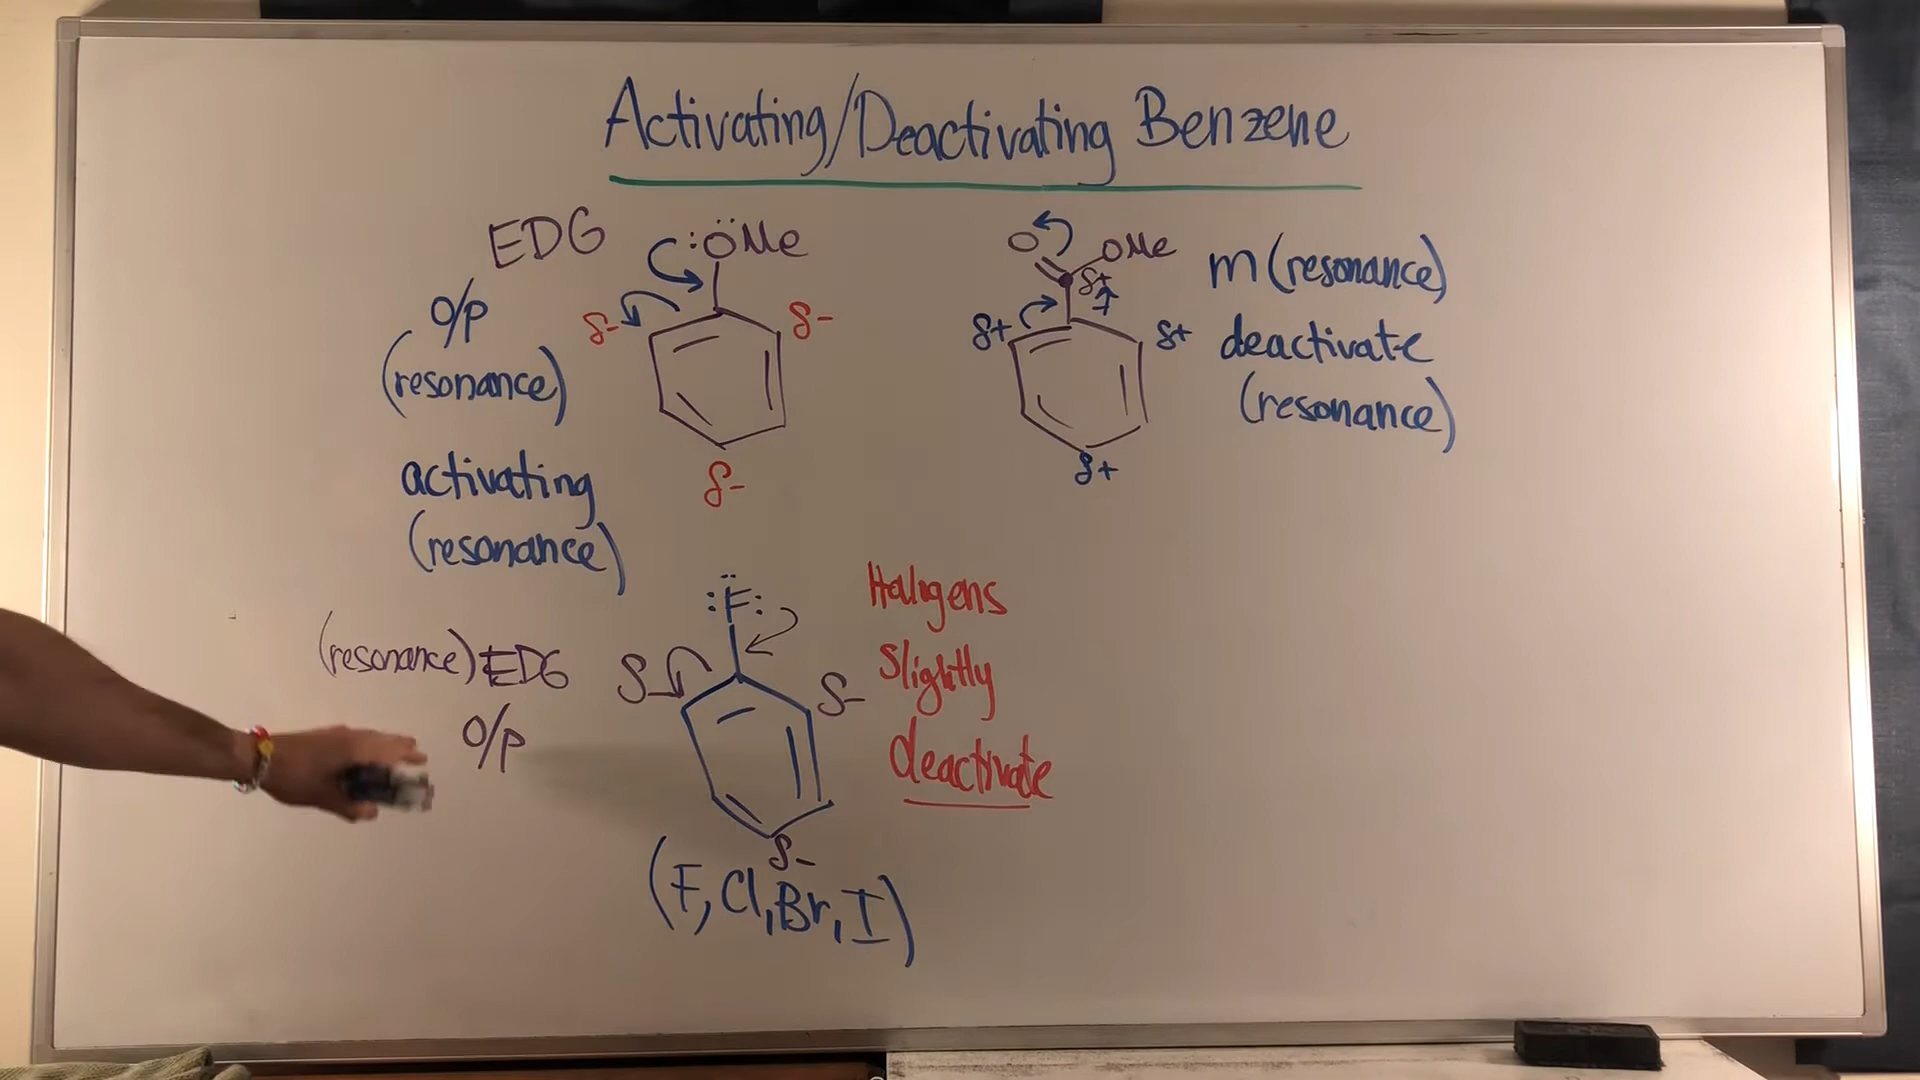 Activating/Deactivating Benzene
EDG
:ÖMe
O/P
(resonance)
δ-
δ-
δ-
activating
(resonance)
O
OMe
δ+
δ+
δ+
δ+
m (resonance)
deactivate
(resonance)
:F:
(resonance) EDG
O/P
δ-
δ-
δ-
Halogens
Slightly
deactivate
(F, Cl, Br, I)